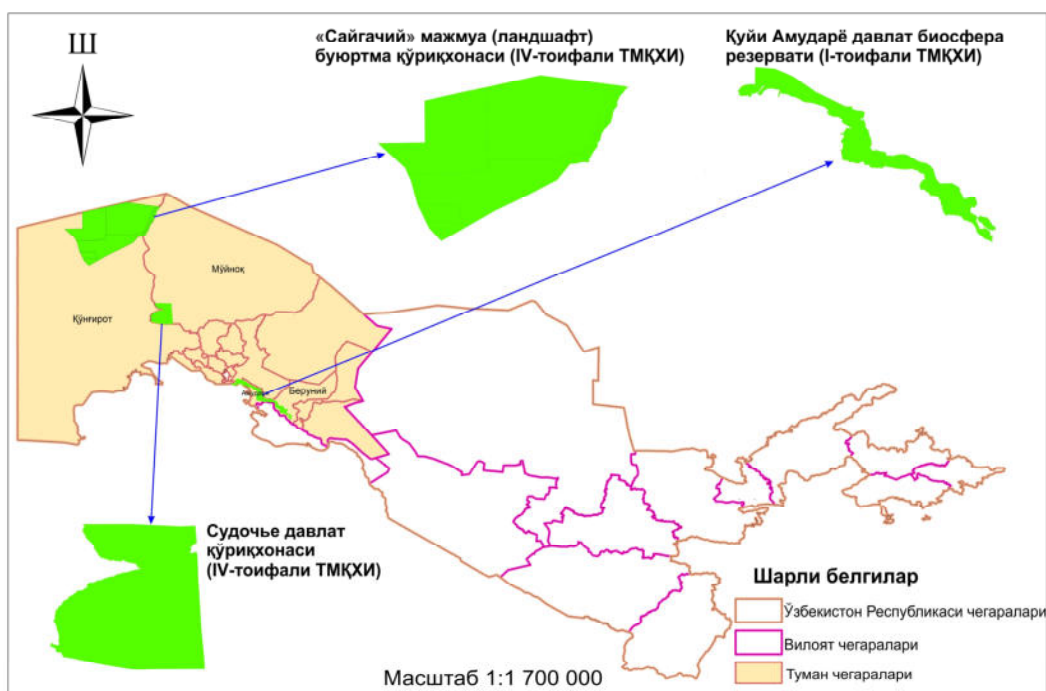 Ш
«Сайгачий» мажмуа (ландшафт)
буюртма қўриқхонаси (IV-тоифали ТМҚХИ)
Қуйи Амударё давлат биосфера
резервати (I-тоифали ТМҚХИ)
Мўйноқ
Қўнғирот
Беруний
Судочье давлат
қўриқхонаси
(IV-тоифали ТМҚХИ)
Шарли белгилар
Ўзбекистон Республикаси чегаралари
Вилоят чегаралари
Туман чегаралари
Масштаб 1:1 700 000